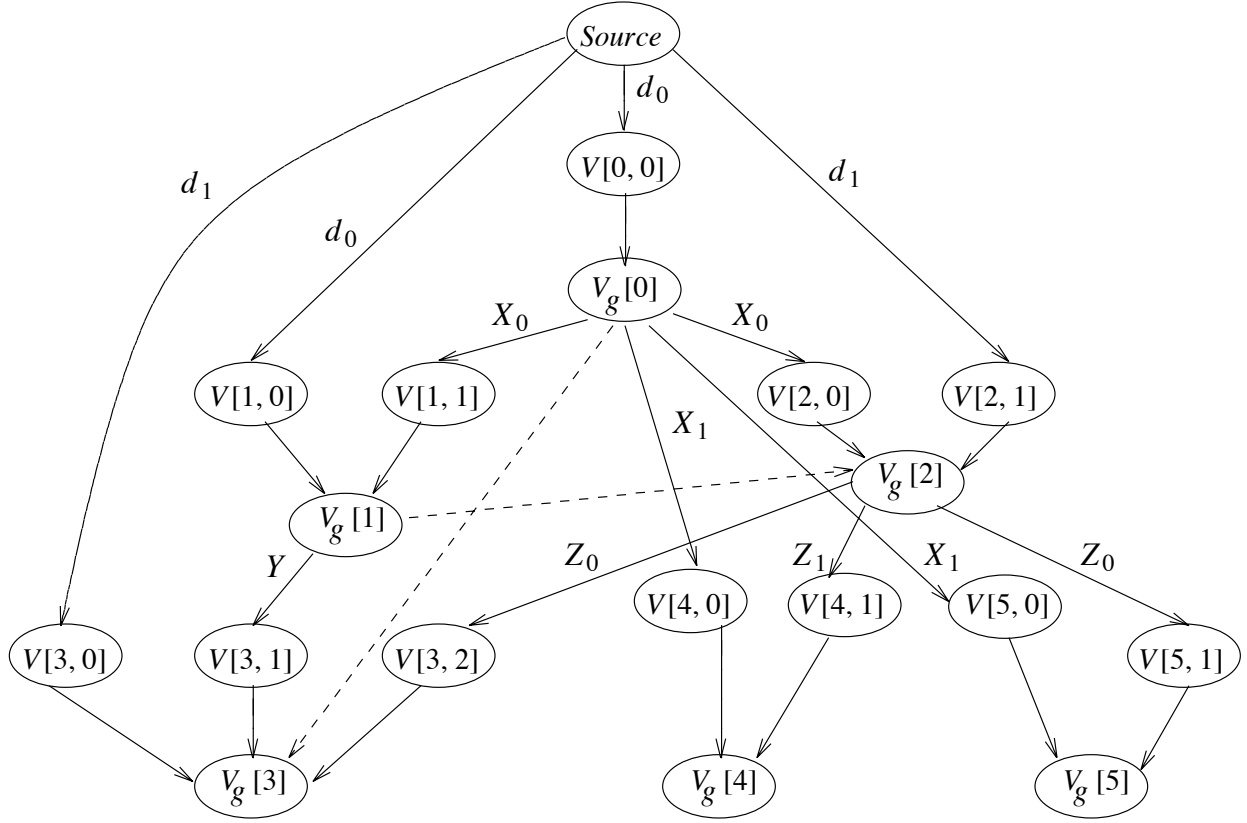 Source
d0
V[0, 0]
d1
d1
d0
Vg[0]
X0
X0
V[1, 0]
V[1, 1]
V[2, 0]
V[2, 1]
X1
Vg[2]
Vg[1]
Y
Z0
Z1
X1
Z0
V[4, 0]
V[4, 1]
V[5, 0]
V[3, 0]
V[3, 1]
V[3, 2]
V[5, 1]
Vg[3]
Vg[4]
Vg[5]